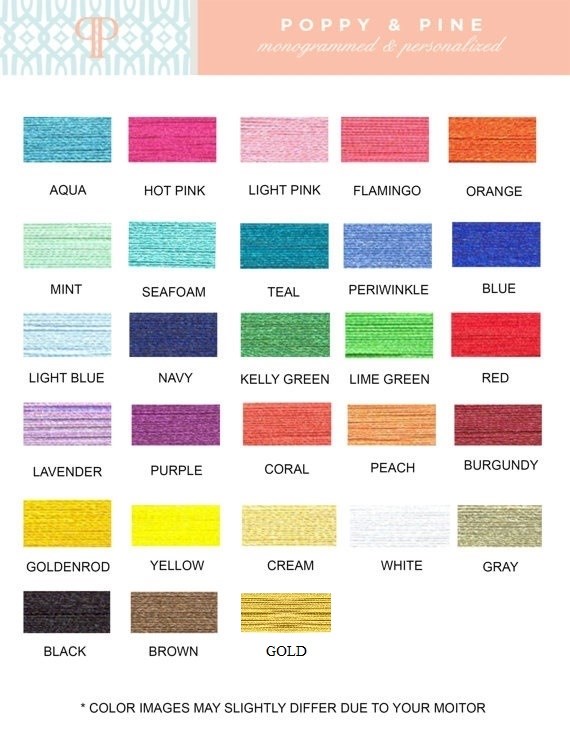 POPPY & PINE
monogrammed & personalized
AQUA HOT PINK LIGHT PINK FLAMINGO ORANGE
MINT SEAFOAM TEAL PERIWINKLE BLUE
LIGHT BLUE NAVY KELLY GREEN LIME GREEN RED
LAVENDER PURPLE CORAL PEACH BURGUNDY
GOLDENROD YELLOW CREAM WHITE GRAY
BLACK BROWN GOLD
* COLOR IMAGES MAY SLIGHTLY DIFFER DUE TO YOUR MOITOR